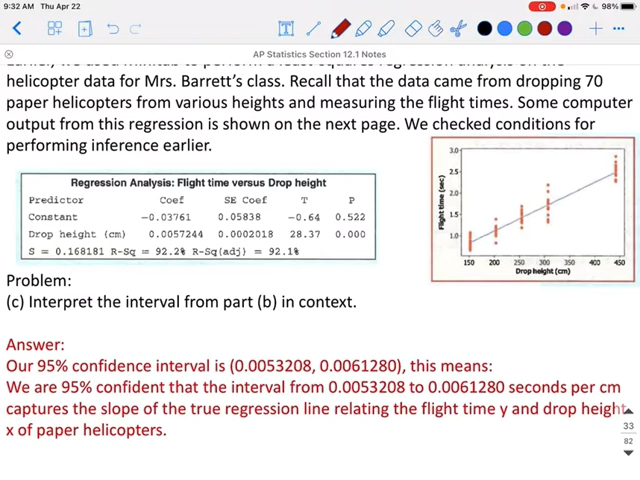 9:32 AM Thu Apr 22
98%
AP Statistics Section 12.1 Notes
helicopter data for Mrs. Barrett's class. Recall that the data came from dropping 70
paper helicopters from various heights and measuring the flight times. Some computer
output from this regression is shown on the next page. We checked conditions for
performing inference earlier.
Regression Analysis: Flight time versus Drop height
Predictor Coef SE Coef T P
Constant -0.03761 0.05838 -0.64 0.522
Drop height (cm) 0.0057244 0.0002018 28.37 0.000
S = 0.168181 R-Sq = 92.2% R-Sq(adj) = 92.1%
3.0
2.5
2.0
1.5
1.0
Flight time (sec)
150 200 250 300 350 400 450
Drop height (cm)
Problem:
(c) Interpret the interval from part (b) in context.
Answer:
Our 95% confidence interval is (0.0053208, 0.0061280), this means:
We are 95% confident that the interval from 0.0053208 to 0.0061280 seconds per cm
captures the slope of the true regression line relating the flight time y and drop height
x of paper helicopters.
33
82